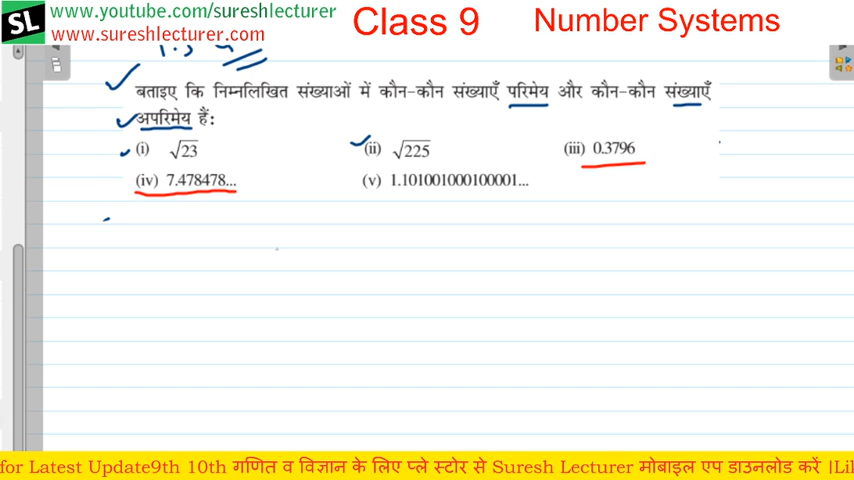 SL www.youtube.com/sureshlecturer
www.sureshlecturer.com
Class 9 Number Systems
बताइए कि निम्नलिखित संख्याओं में कौन-कौन संख्याएँ परिमेय और कौन-कौन संख्याएँ
अपरिमेय हैं:
(i) √23 (ii) √225 (iii) 0.3796
(iv) 7.478478... (v) 1.101001000100001...
for Latest Update9th 10th गणित व विज्ञान के लिए प्ले स्टोर से Suresh Lecturer मोबाइल एप डाउनलोड करें ।Lil